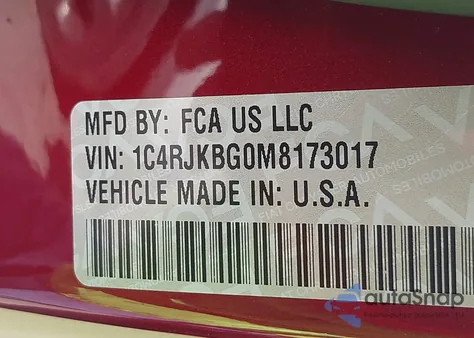 MFD BY: FCA US LLC
VIN: 1C4RJKBG0M8173017
VEHICLE MADE IN: U.S.A.
autoSnap